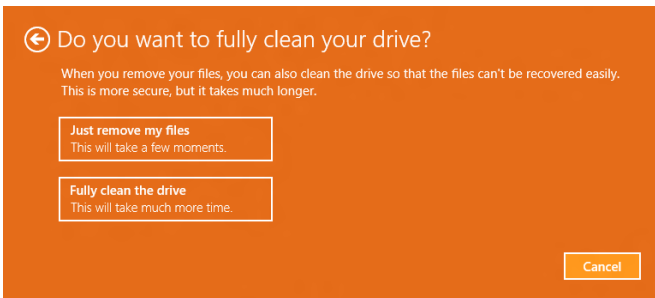 Do you want to fully clean your drive?
When you remove your files, you can also clean the drive so that the files can't be recovered easily.
This is more secure, but it takes much longer.
Just remove my files
This will take a few moments.
Fully clean the drive
This will take much more time.
Cancel